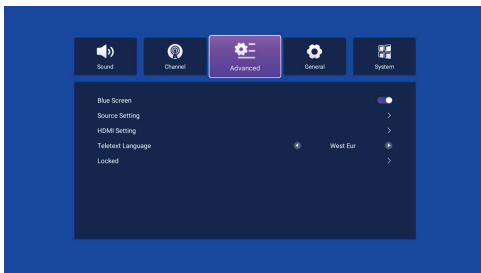 Sound
Channel
Advanced
General
System
Blue Screen
Source Setting
HDMI Setting
Teletext Language West Eur
Locked